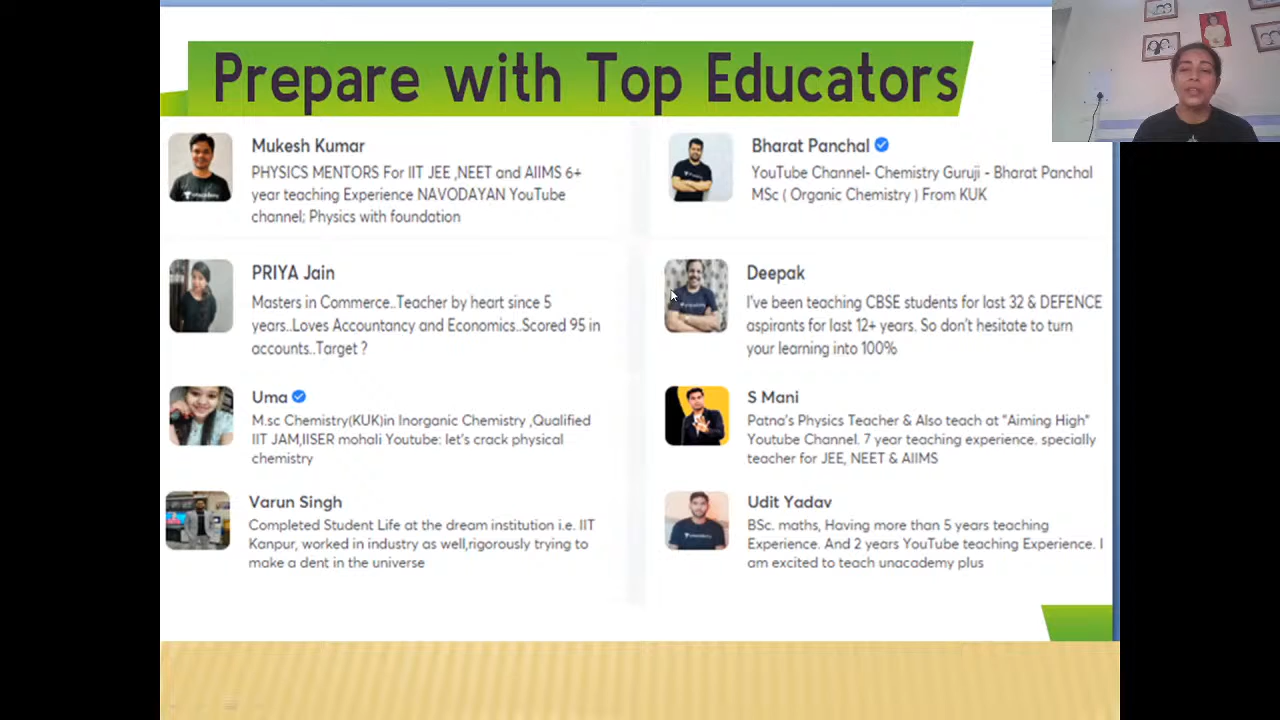 Prepare with Top Educators
Mukesh Kumar
PHYSICS MENTORS For IIT JEE ,NEET and AIIMS 6+
year teaching Experience NAVODAYAN YouTube
channel; Physics with foundation
Bharat Panchal
YouTube Channel- Chemistry Guruji - Bharat Panchal
MSc ( Organic Chemistry ) From KUK
PRIYA Jain
Masters in Commerce..Teacher by heart since 5
years..Loves Accountancy and Economics..Scored 95 in
accounts..Target ?
Deepak
I've been teaching CBSE students for last 32 & DEFENCE
aspirants for last 12+ years. So don't hesitate to turn
your learning into 100%
Uma
M.sc Chemistry(KUK)in Inorganic Chemistry ,Qualified
IIT JAM,IISER mohali Youtube: let's crack physical
chemistry
S Mani
Patna's Physics Teacher & Also teach at "Aiming High"
Youtube Channel. 7 year teaching experience. specially
teacher for JEE, NEET & AIIMS
Varun Singh
Completed Student Life at the dream institution i.e. IIT
Kanpur, worked in industry as well,rigorously trying to
make a dent in the universe
Udit Yadav
BSc. maths, Having more than 5 years teaching
Experience. And 2 years YouTube teaching Experience. I
am excited to teach unacademy plus